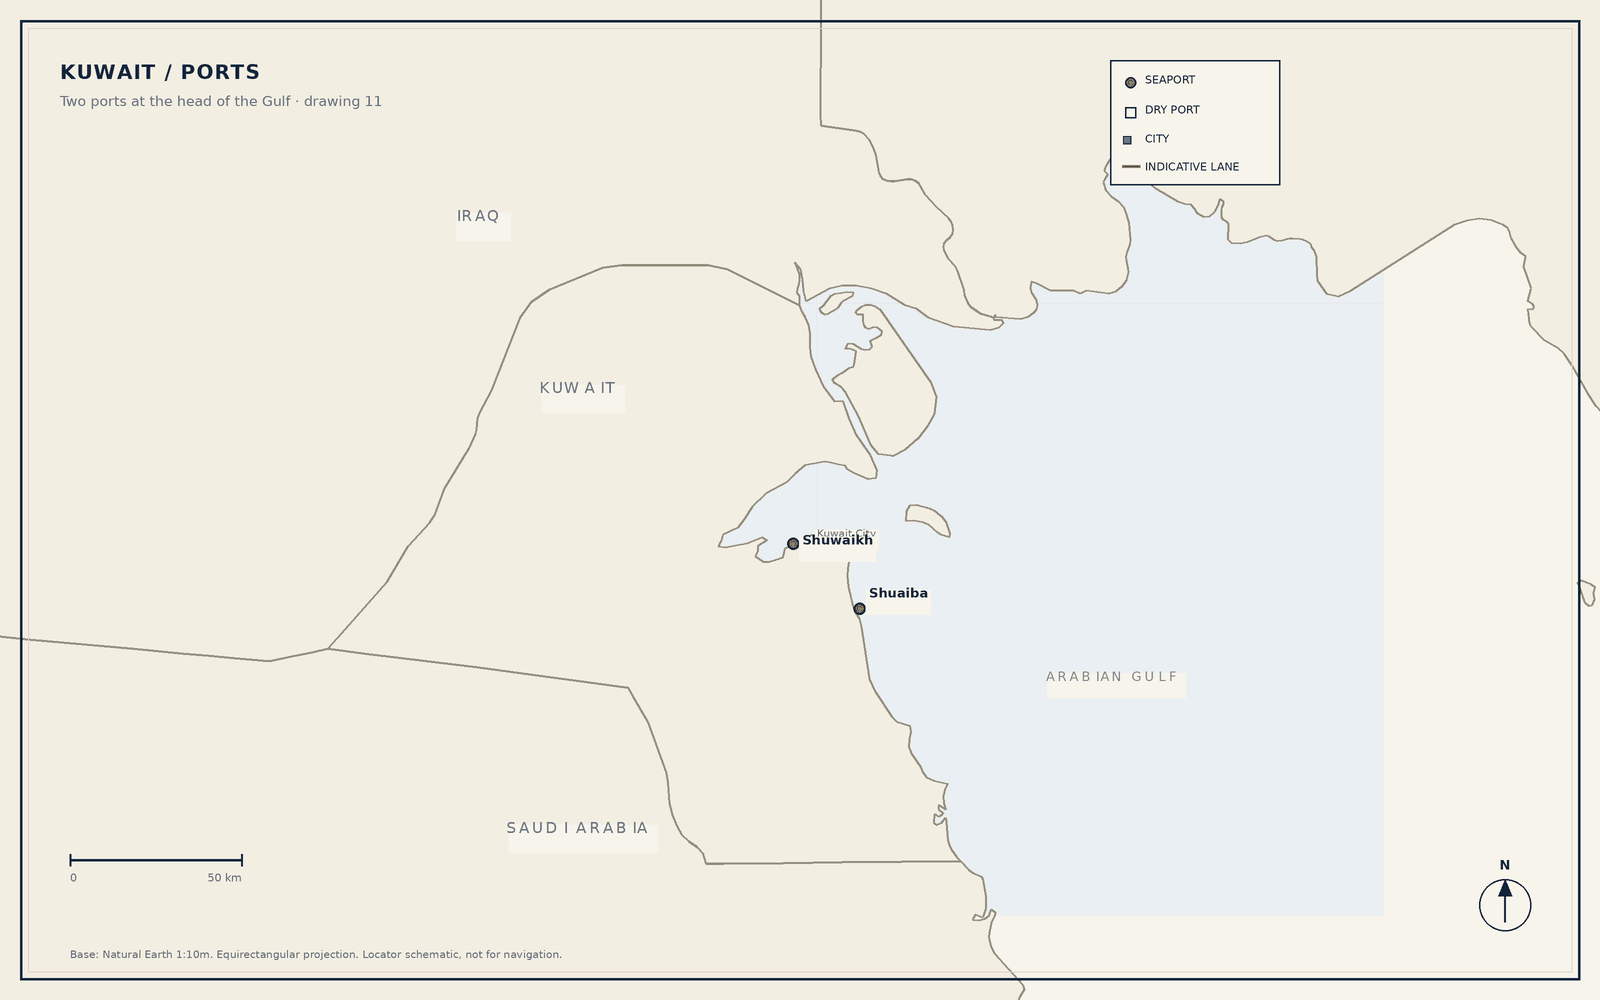 KUWAIT / PORTS
Two ports at the head of the Gulf · drawing 11
SEAPORT
DRY PORT
CITY
INDICATIVE LANE
IRAQ
KUWAIT
Kuwait City
Shuwaikh
Shuaiba
ARABIAN GULF
SAUDI ARABIA
0 50 km
N
Base: Natural Earth 1:10m. Equirectangular projection. Locator schematic, not for navigation.